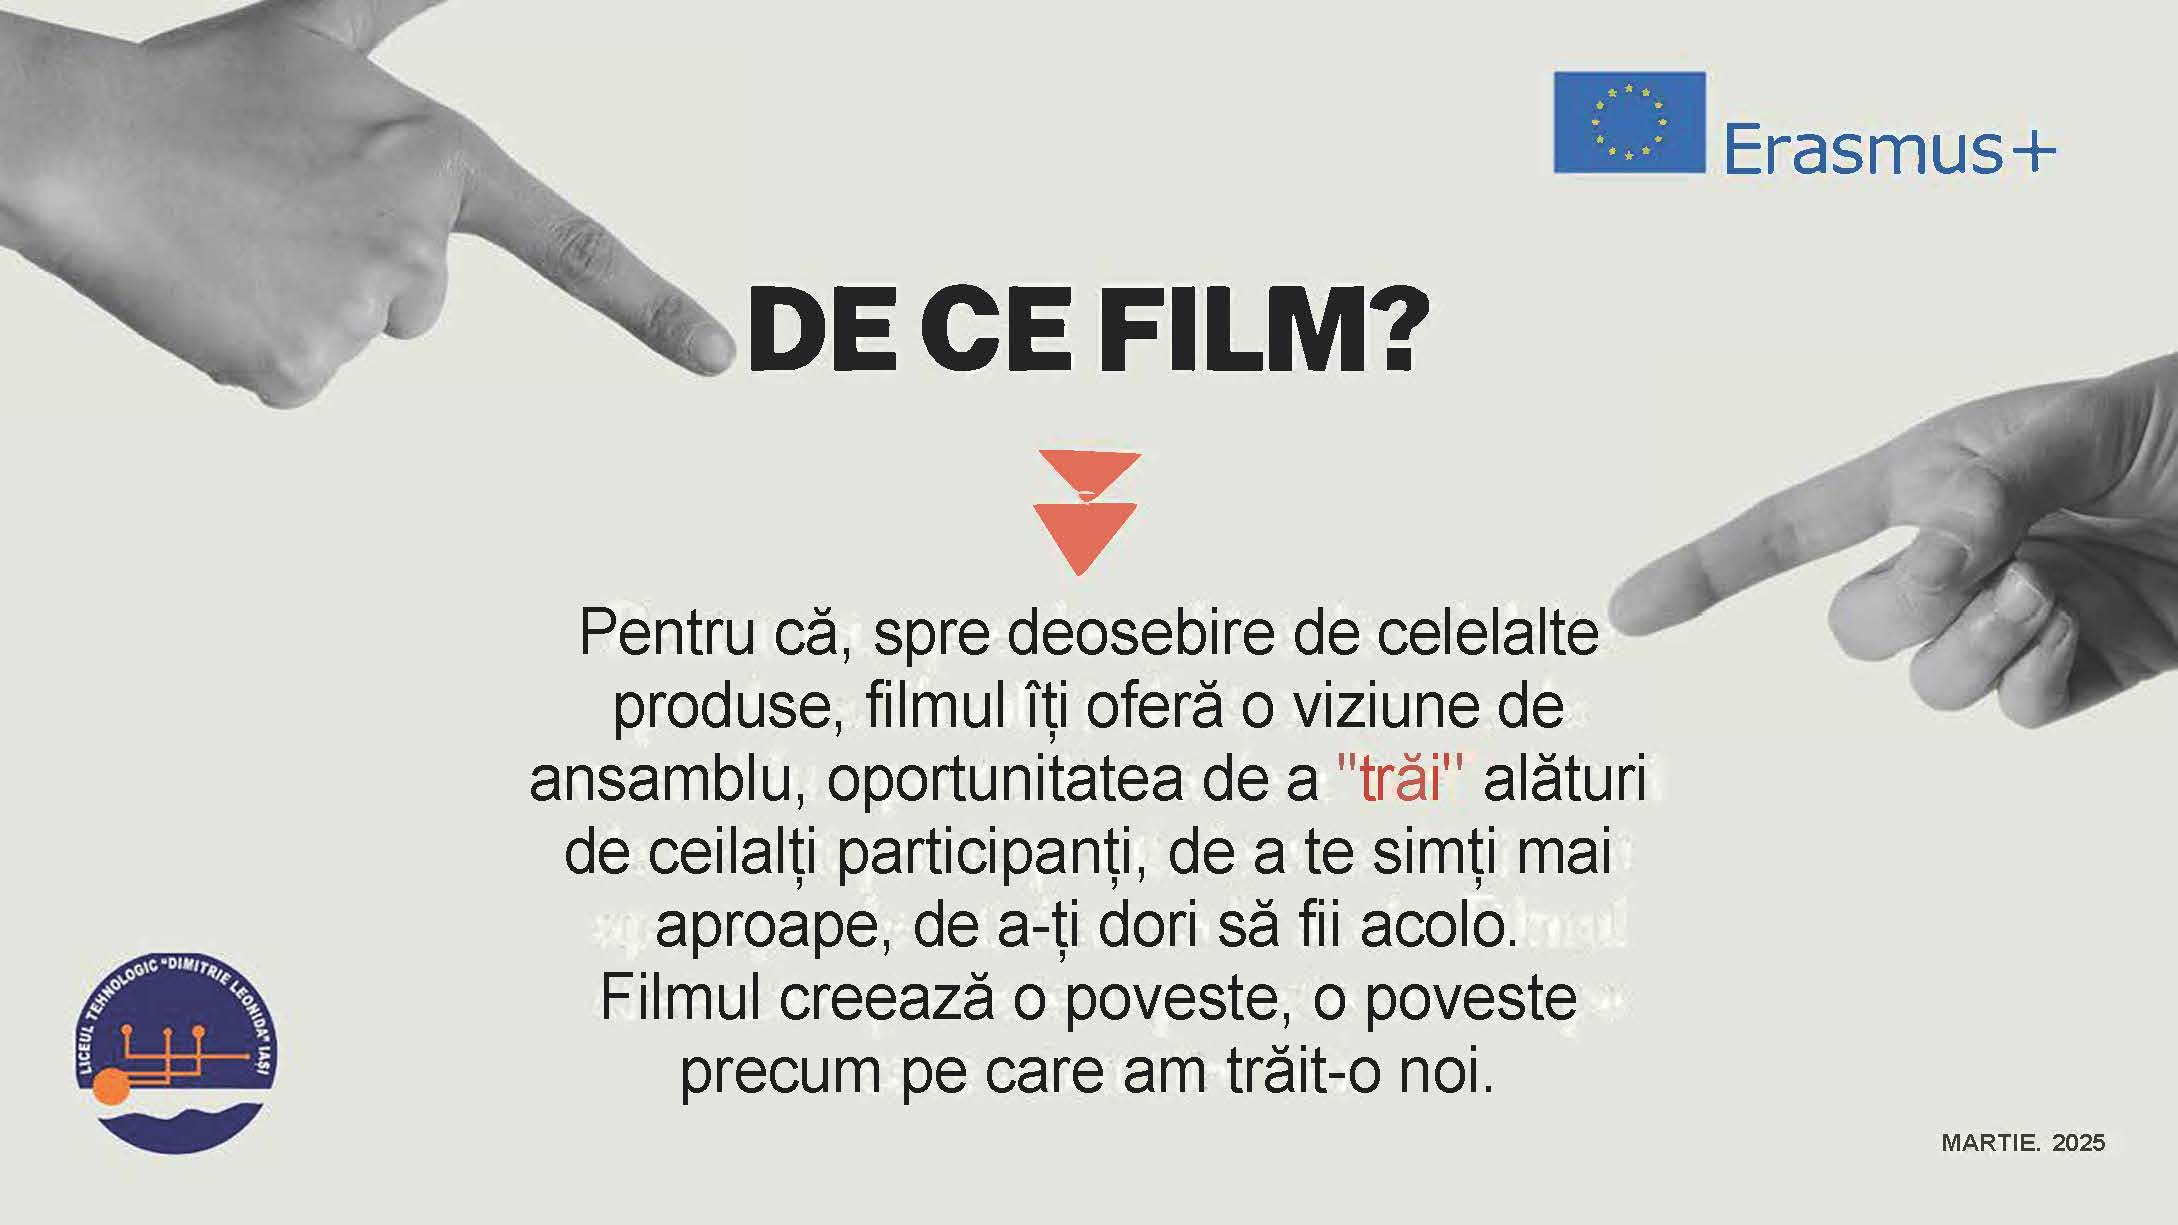 Erasmus+
DE CE FILM?
Pentru că, spre deosebire de celelalte
produse, filmul îți oferă o viziune de
ansamblu, oportunitatea de a "trăi" alături
de ceilalți participanți, de a te simți mai
aproape, de a-ți dori să fii acolo.
Filmul creează o poveste, o poveste
precum pe care am trăit-o noi.
LICEUL TEHNOLOGIC "DIMITRIE LEONIDA" IAȘI
MARTIE. 2025